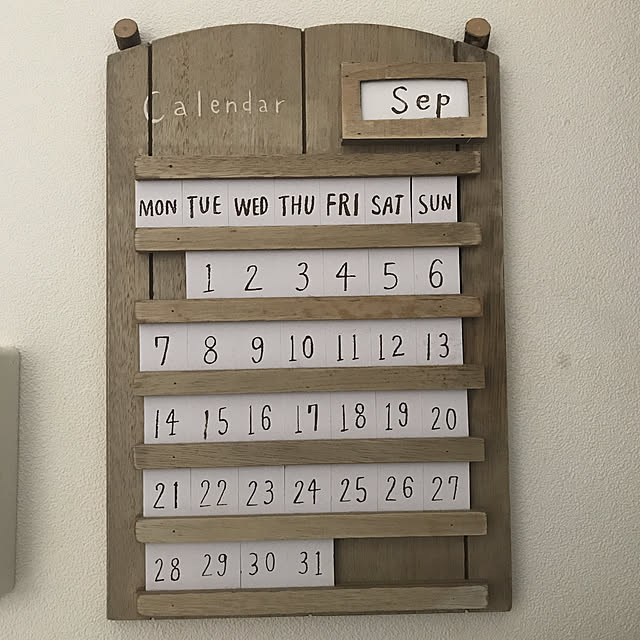 Calendar
Sep
MON TUE WED THU FRI SAT SUN
1 2 3 4 5 6
7 8 9 10 11 12 13
14 15 16 17 18 19 20
21 22 23 24 25 26 27
28 29 30 31